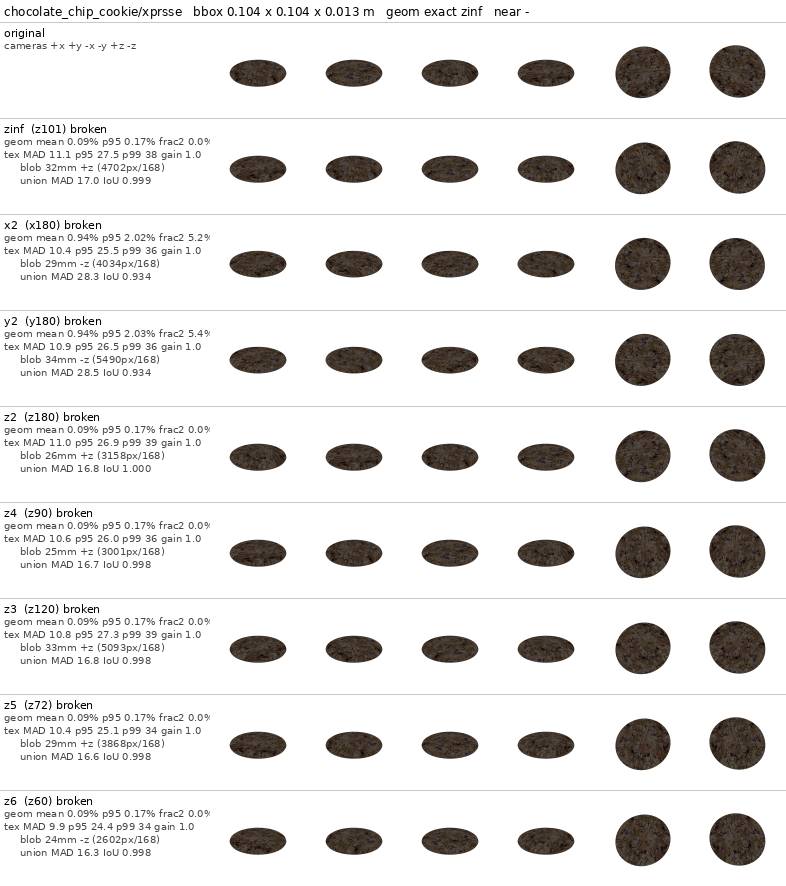 chocolate_chip_cookie/xprsse   bbox 0.104 x 0.104 x 0.013 m   geom exact zinf   near -
original
cameras +x +y -x -y +z -z
zinf  (z101) broken
geom mean 0.09% p95 0.17% frac2 0.0%
tex MAD 11.1 p95 27.5 p99 38 gain 1.0
blob 32mm +z (4702px/168)
union MAD 17.0 IoU 0.999
x2  (x180) broken
geom mean 0.94% p95 2.02% frac2 5.2%
tex MAD 10.4 p95 25.5 p99 36 gain 1.0
blob 29mm -z (4034px/168)
union MAD 28.3 IoU 0.934
y2  (y180) broken
geom mean 0.94% p95 2.03% frac2 5.4%
tex MAD 10.9 p95 26.5 p99 36 gain 1.0
blob 34mm -z (5490px/168)
union MAD 28.5 IoU 0.934
z2  (z180) broken
geom mean 0.09% p95 0.17% frac2 0.0%
tex MAD 11.0 p95 26.9 p99 39 gain 1.0
blob 26mm +z (3158px/168)
union MAD 16.8 IoU 1.000
z4  (z90) broken
geom mean 0.09% p95 0.17% frac2 0.0%
tex MAD 10.6 p95 26.0 p99 36 gain 1.0
blob 25mm +z (3001px/168)
union MAD 16.7 IoU 0.998
z3  (z120) broken
geom mean 0.09% p95 0.17% frac2 0.0%
tex MAD 10.8 p95 27.3 p99 39 gain 1.0
blob 33mm +z (5093px/168)
union MAD 16.8 IoU 0.998
z5  (z72) broken
geom mean 0.09% p95 0.17% frac2 0.0%
tex MAD 10.4 p95 25.1 p99 34 gain 1.0
blob 29mm +z (3868px/168)
union MAD 16.6 IoU 0.998
z6  (z60) broken
geom mean 0.09% p95 0.17% frac2 0.0%
tex MAD 9.9 p95 24.4 p99 34 gain 1.0
blob 24mm -z (2602px/168)
union MAD 16.3 IoU 0.998